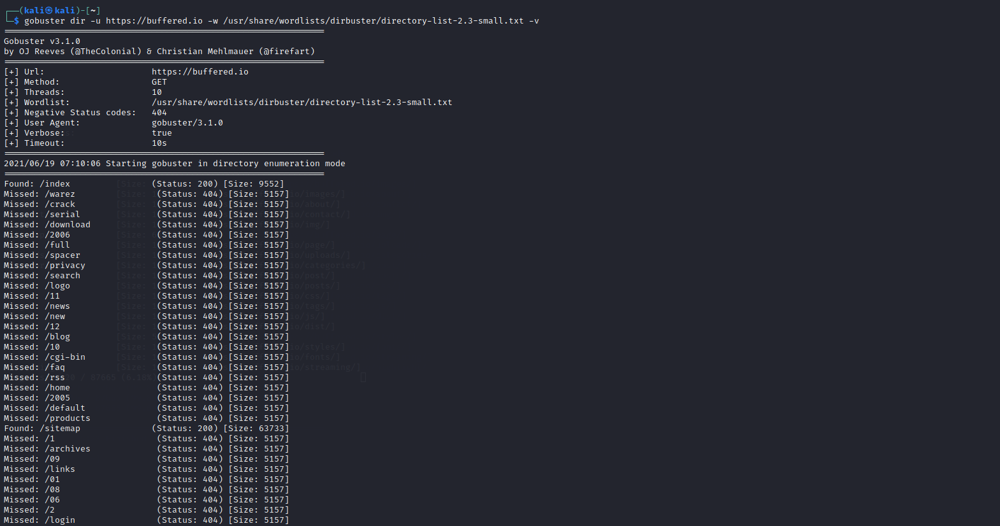 ┌──(kali㉿kali)-[~]
└─$ gobuster dir -u https://buffered.io -w /usr/share/wordlists/dirbuster/directory-list-2.3-small.txt -v
===============================================================
Gobuster v3.1.0
by OJ Reeves (@TheColonial) & Christian Mehlmauer (@firefart)
===============================================================
[+] Url:                     https://buffered.io
[+] Method:                  GET
[+] Threads:                 10
[+] Wordlist:                /usr/share/wordlists/dirbuster/directory-list-2.3-small.txt
[+] Negative Status codes:   404
[+] User Agent:              gobuster/3.1.0
[+] Verbose:                 true
[+] Timeout:                 10s
===============================================================
2021/06/19 07:10:06 Starting gobuster in directory enumeration mode
===============================================================
Found: /index                (Status: 200) [Size: 9552]
Missed: /warez                (Status: 404) [Size: 5157]
Missed: /crack                (Status: 404) [Size: 5157]
Missed: /serial               (Status: 404) [Size: 5157]
Missed: /download             (Status: 404) [Size: 5157]
Missed: /2006                 (Status: 404) [Size: 5157]
Missed: /full                 (Status: 404) [Size: 5157]
Missed: /spacer               (Status: 404) [Size: 5157]
Missed: /privacy              (Status: 404) [Size: 5157]
Missed: /search               (Status: 404) [Size: 5157]
Missed: /logo                 (Status: 404) [Size: 5157]
Missed: /11                   (Status: 404) [Size: 5157]
Missed: /news                 (Status: 404) [Size: 5157]
Missed: /new                  (Status: 404) [Size: 5157]
Missed: /12                   (Status: 404) [Size: 5157]
Missed: /blog                 (Status: 404) [Size: 5157]
Missed: /10                   (Status: 404) [Size: 5157]
Missed: /cgi-bin              (Status: 404) [Size: 5157]
Missed: /faq                  (Status: 404) [Size: 5157]
Missed: /rss                  (Status: 404) [Size: 5157]
Missed: /home                 (Status: 404) [Size: 5157]
Missed: /2005                 (Status: 404) [Size: 5157]
Missed: /default              (Status: 404) [Size: 5157]
Missed: /products             (Status: 404) [Size: 5157]
Found: /sitemap              (Status: 200) [Size: 63733]
Missed: /1                    (Status: 404) [Size: 5157]
Missed: /archives             (Status: 404) [Size: 5157]
Missed: /09                   (Status: 404) [Size: 5157]
Missed: /links                (Status: 404) [Size: 5157]
Missed: /01                   (Status: 404) [Size: 5157]
Missed: /08                   (Status: 404) [Size: 5157]
Missed: /06                   (Status: 404) [Size: 5157]
Missed: /2                    (Status: 404) [Size: 5157]
Missed: /login                (Status: 404) [Size: 5157]